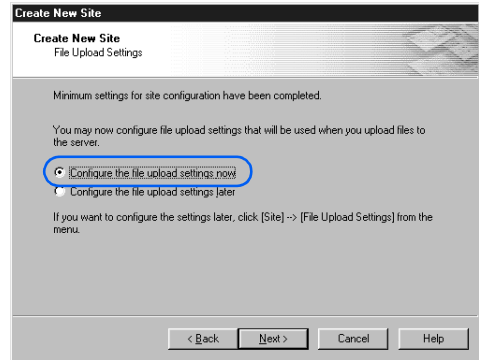 Create New Site
Create New Site
File Upload Settings
Minimum settings for site configuration have been completed.
You may now configure file upload settings that will be used when you upload files to
the server.
Configure the file upload settings now
Configure the file upload settings later
If you want to configure the settings later, click [Site] --> [File Upload Settings] from the
menu.
< Back
Next >
Cancel
Help